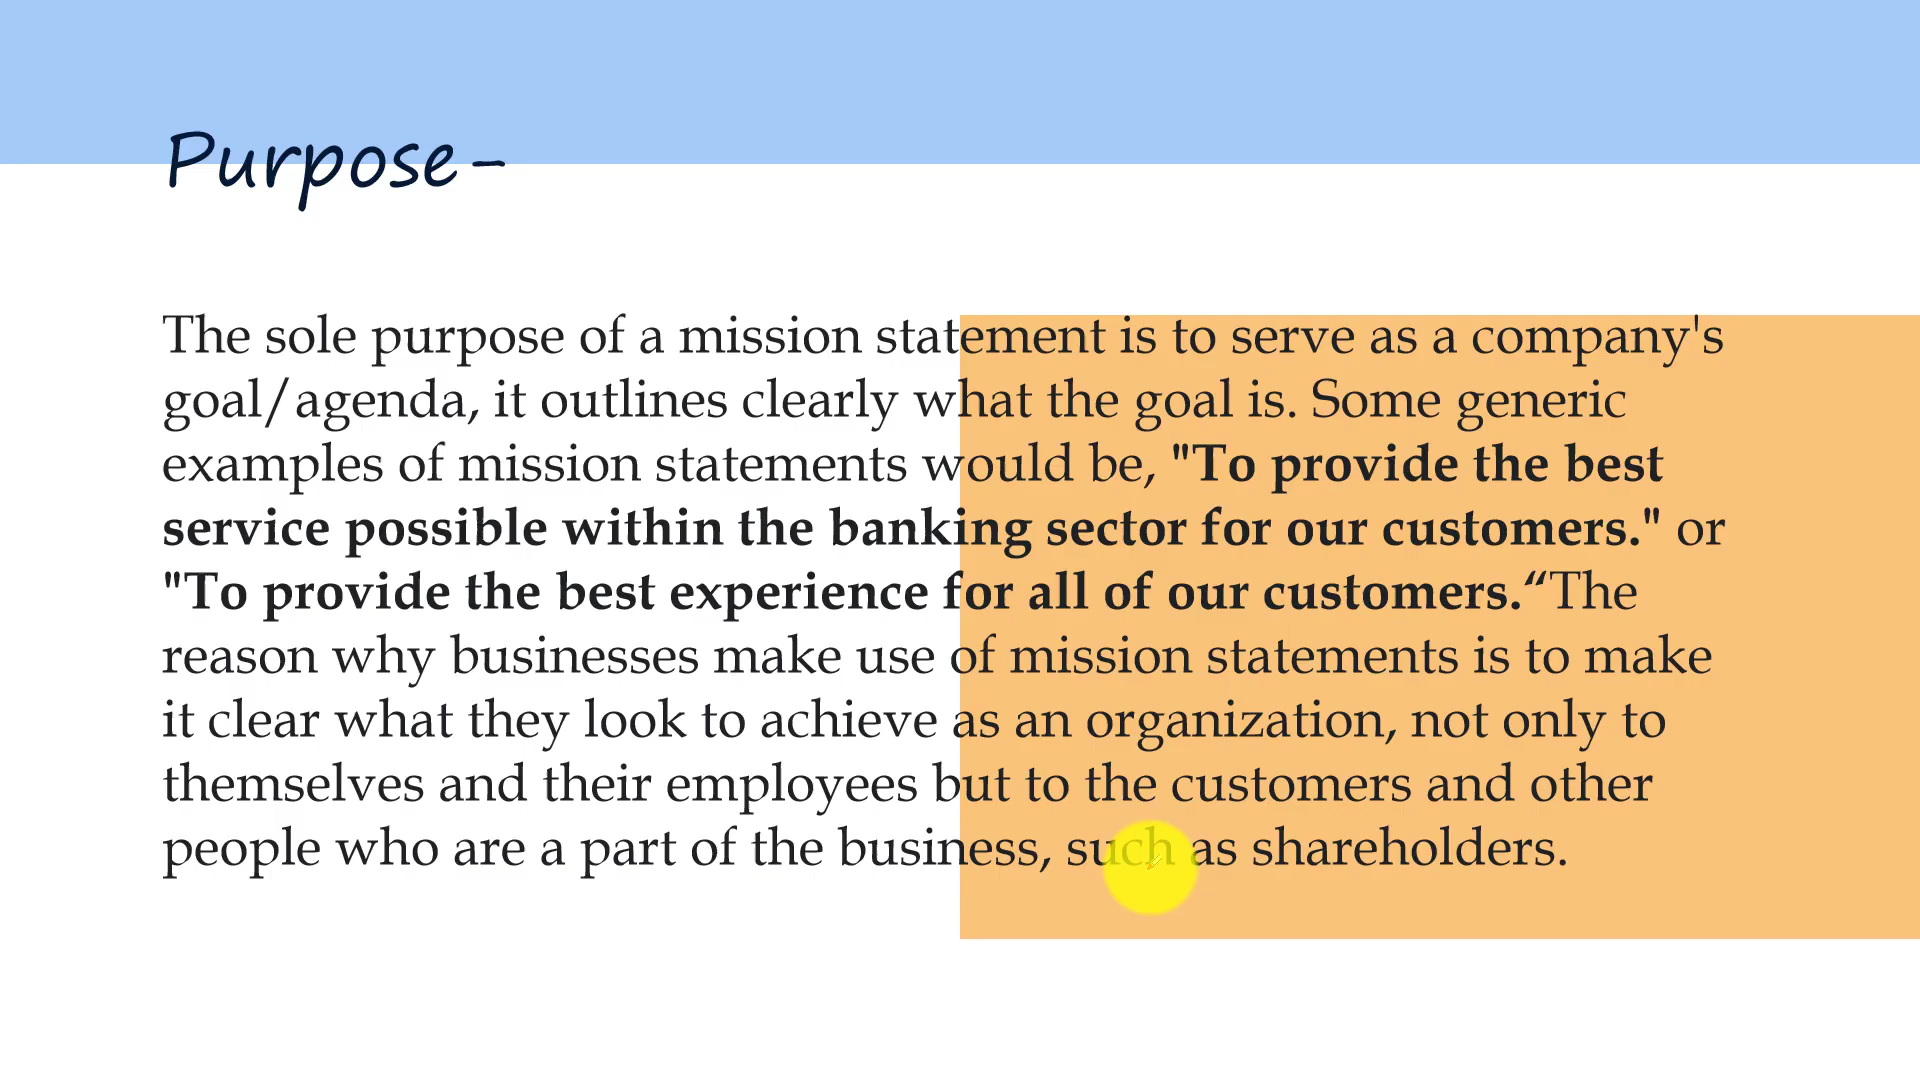 Purpose-
The sole purpose of a mission statement is to serve as a company's
goal/agenda, it outlines clearly what the goal is. Some generic
examples of mission statements would be, "To provide the best
service possible within the banking sector for our customers." or
"To provide the best experience for all of our customers.“The
reason why businesses make use of mission statements is to make
it clear what they look to achieve as an organization, not only to
themselves and their employees but to the customers and other
people who are a part of the business, such as shareholders.